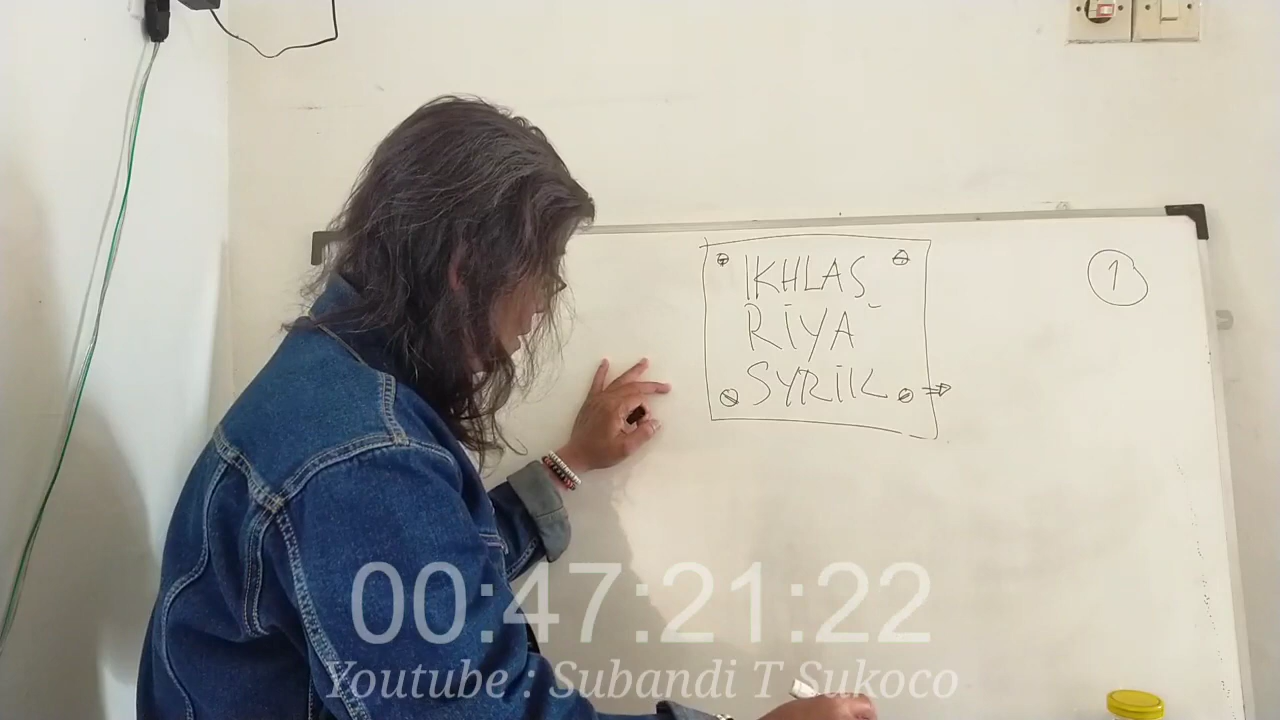 IKHLAS
RIYA
SYRIK
1
00:47:21:22
Youtube : Subandi T Sukoco